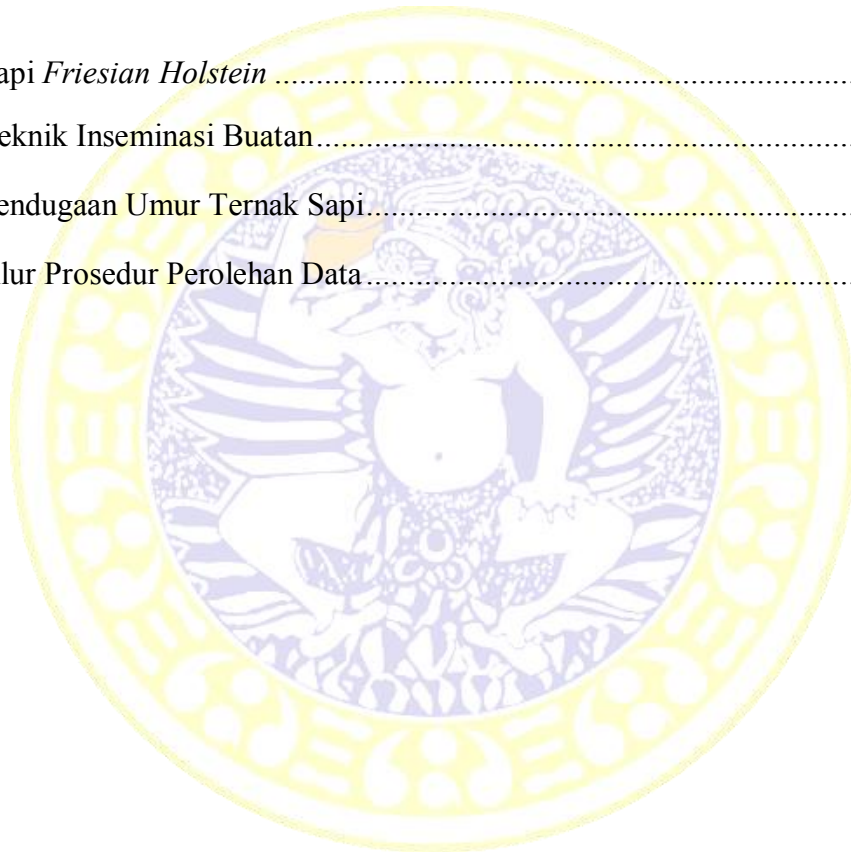 api Friesian Holstein ........................................................................
eknik Inseminasi Buatan....................................................................
endugaan Umur Ternak Sapi.............................................................
lur Prosedur Perolehan Data.............................................................